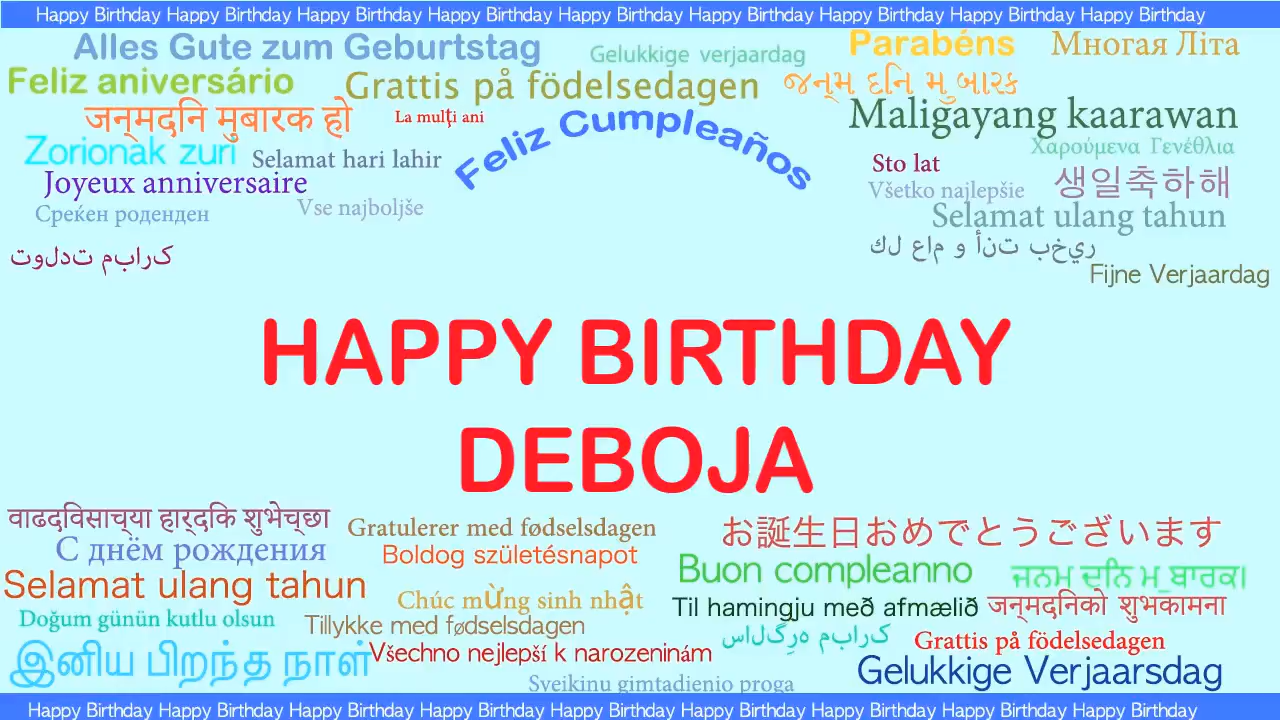 Happy Birthday Happy Birthday Happy Birthday Happy Birthday Happy Birthday Happy Birthday Happy Birthday Happy Birthday Happy Birthday
Alles Gute zum Geburtstag
Gelukkige verjaardag
Parabéns
Многая Літа
Feliz aniversário
Grattis på födelsedagen
જન્મ દિન મુબારક
जन्मदिन मुबारक हो
La mulţi ani
Feliz Cumpleaños
Maligayang kaarawan
Zorionak zuri
Selamat hari lahir
Χαρούμενα Γενέθλια
Sto lat
Joyeux anniversaire
Všetko najlepšie
생일축하해
Среќен роденден
Vse najboljše
Selamat ulang tahun
تولدت مبارک
كل عام و أنت بخير
Fijne Verjaardag
HAPPY BIRTHDAY
DEBOJA
वाढदिवसाच्या हार्दिक शुभेच्छा
Gratulerer med fødselsdagen
お誕生日おめでとうございます
С днём рождения
Boldog születésnapot
Buon compleanno
ਜਨਮ ਦਿਨ ਮੁਬਾਰਕ।
Selamat ulang tahun
Chúc mừng sinh nhật
Til hamingju með afmælið
जन्मदिनको शुभकामना
Doğum günün kutlu olsun
Tillykke med fødselsdagen
سالگرہ مبارک
Grattis på födelsedagen
இனிய பிறந்த நாள்
Všechno nejlepší k narozeninám
Gelukkige Verjaarsdag
Sveikinu gimtadienio proga
Happy Birthday Happy Birthday Happy Birthday Happy Birthday Happy Birthday Happy Birthday Happy Birthday Happy Birthday Happy Birthday